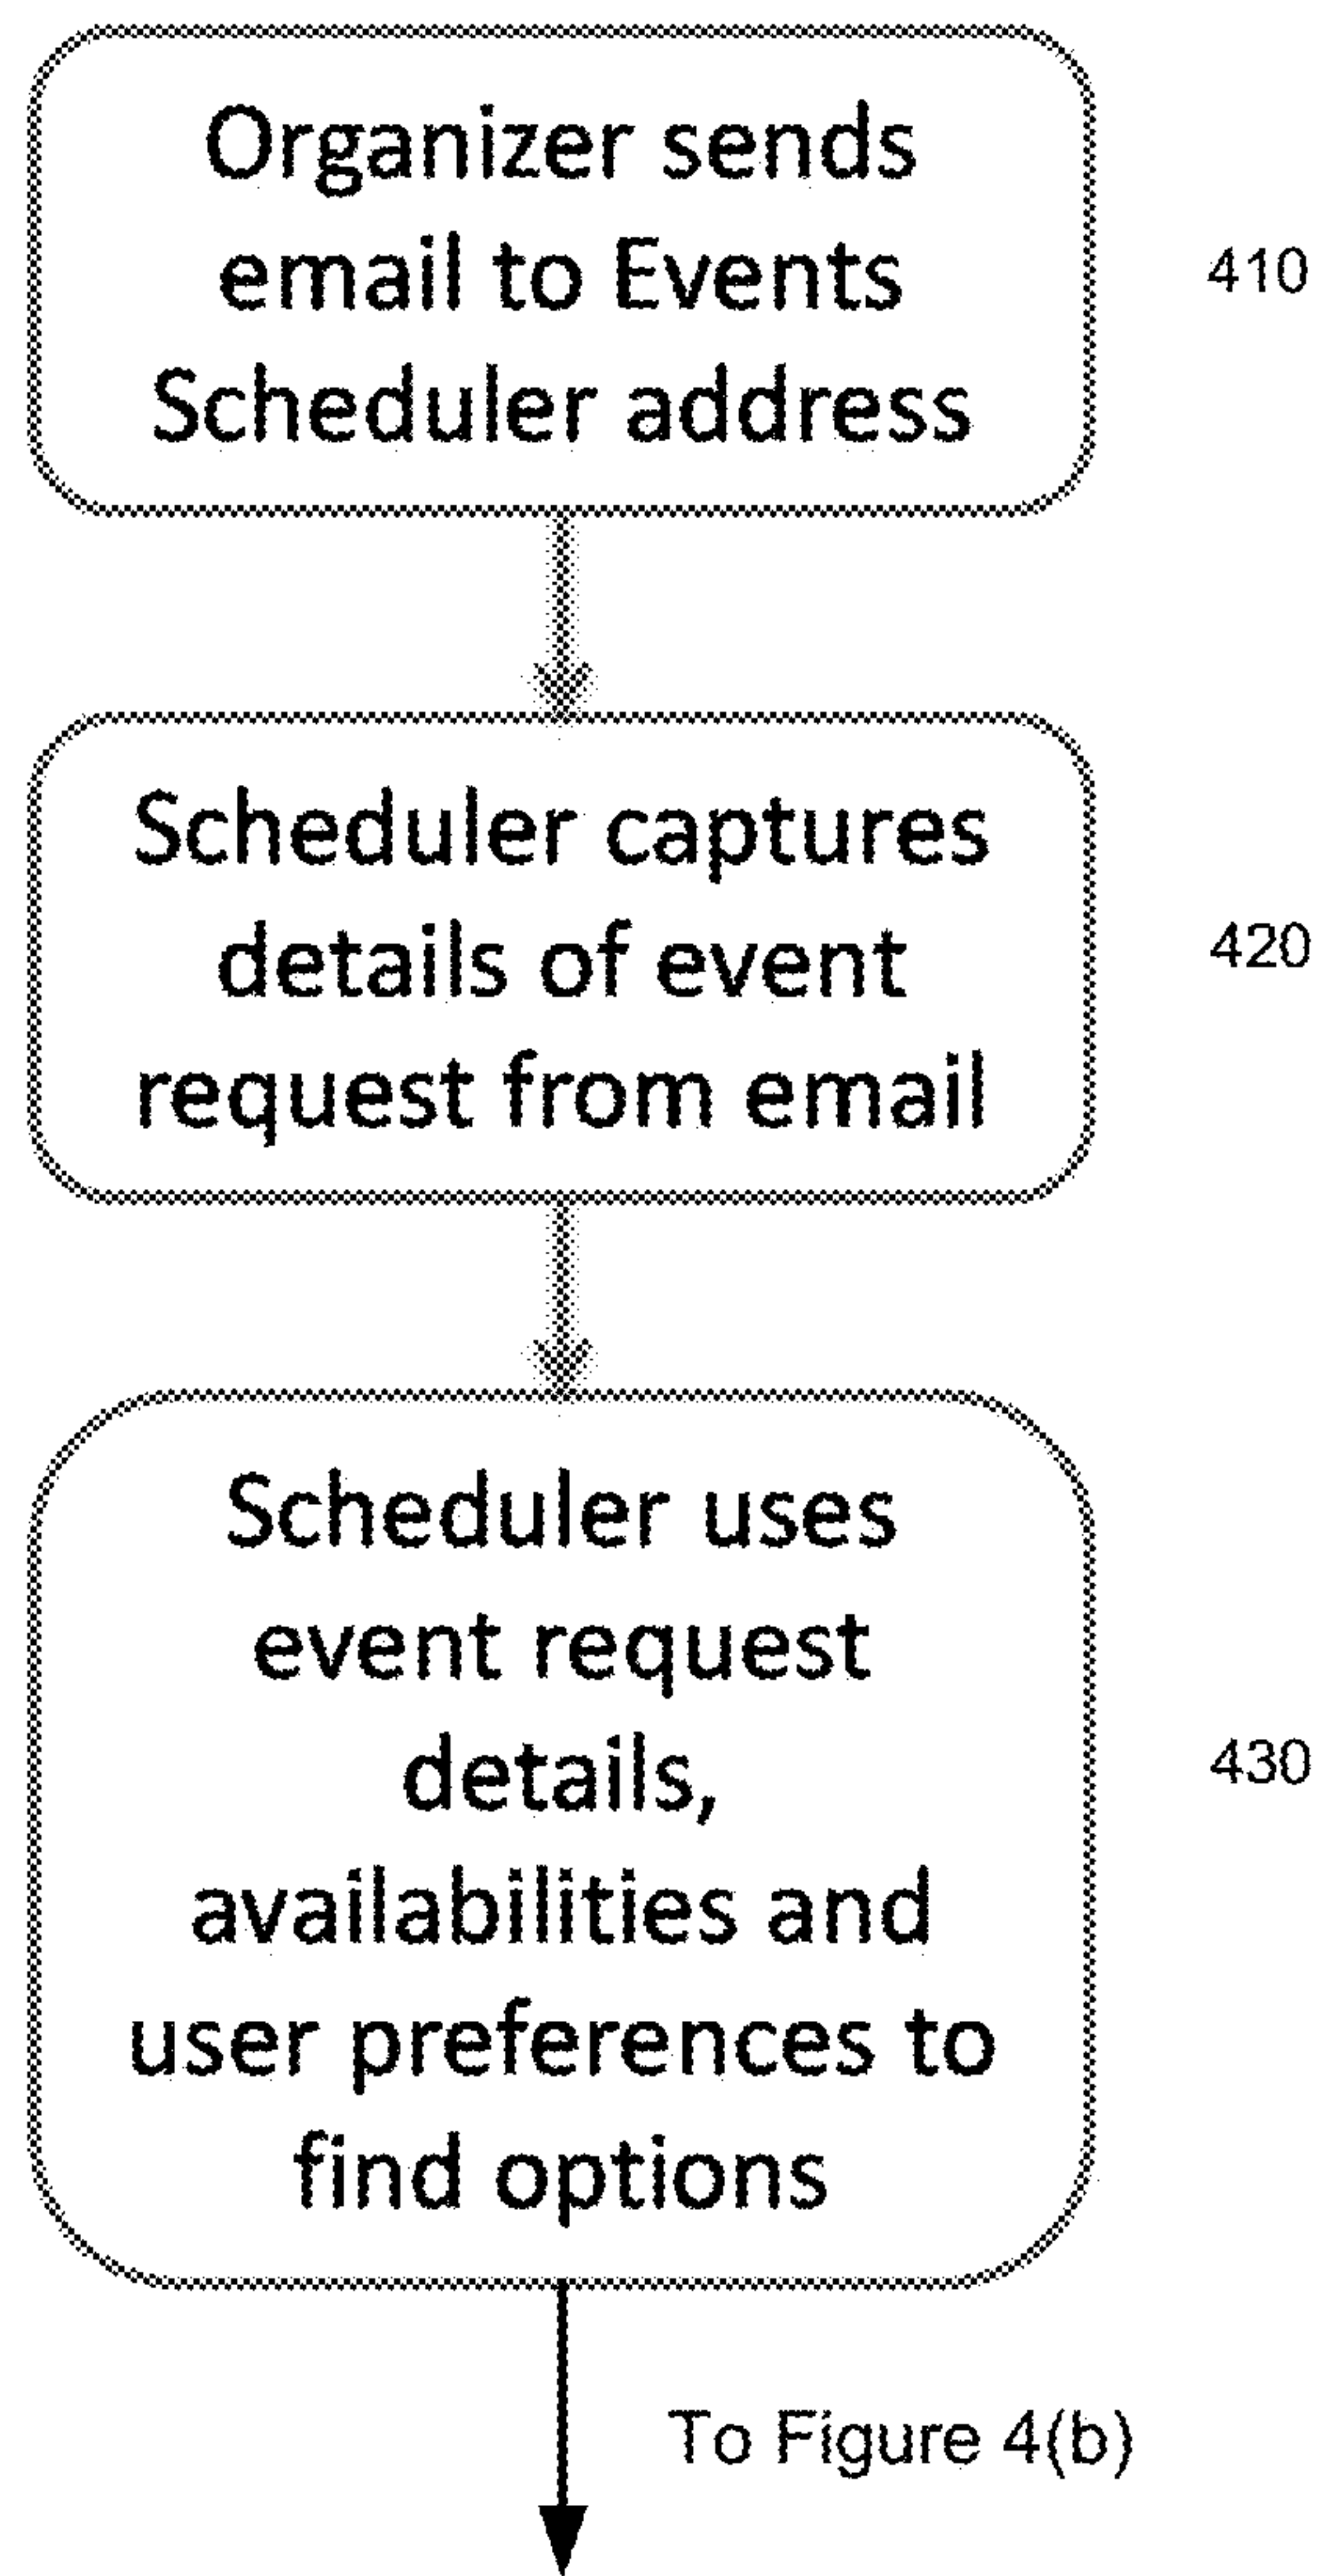 Organizer sends
email to Events
Scheduler address
410
Scheduler captures
details of event
request from email
420
Scheduler uses
event request
details,
availabilities and
user preferences to
find options
430
To Figure 4(b)